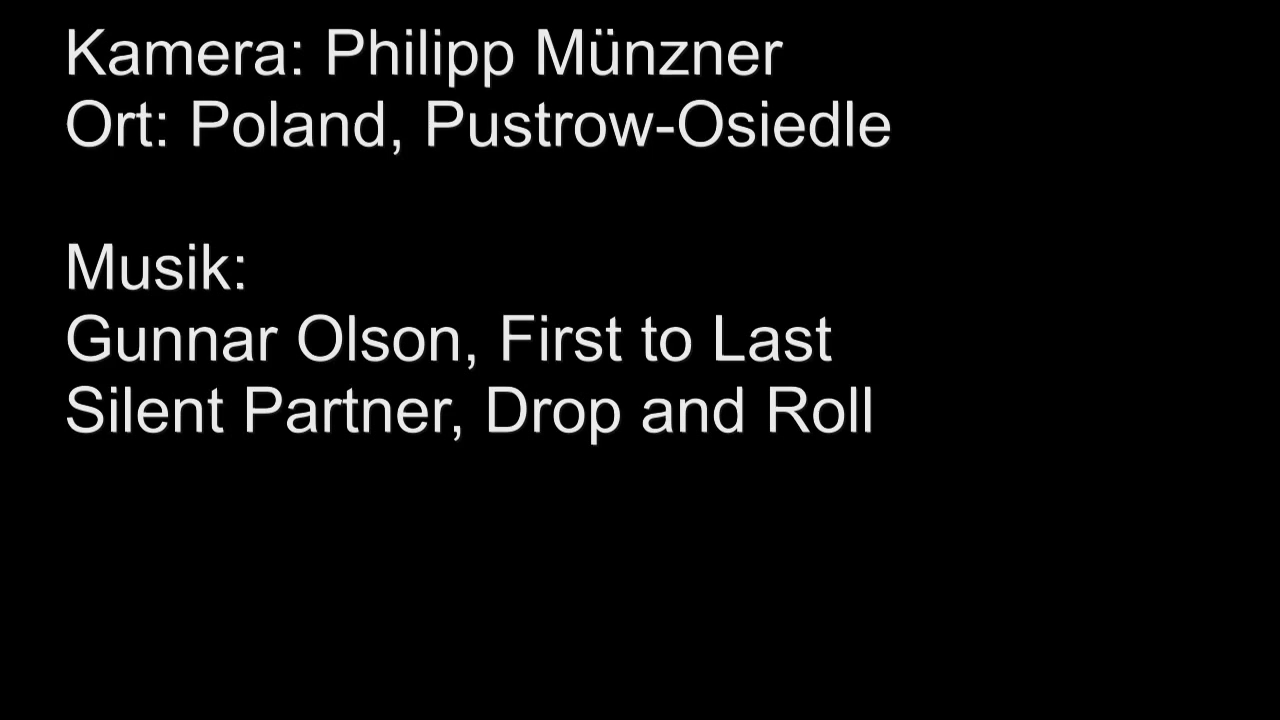 Kamera: Philipp Münzner
Ort: Poland, Pustrow-Osiedle
Musik:
Gunnar Olson, First to Last
Silent Partner, Drop and Roll